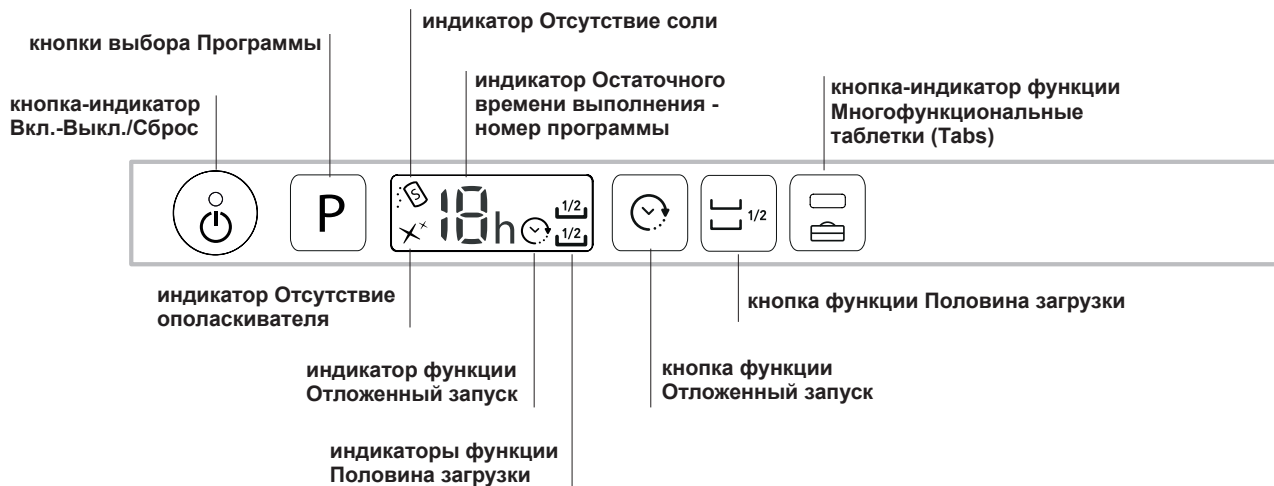 индикатор Отсутствие соли
кнопки выбора Программы
индикатор Остаточного
времени выполнения -
номер программы
кнопка-индикатор функции
Многофункциональные
таблетки (Tabs)
кнопка-индикатор
Вкл.-Выкл./Сброс
P
S
18h
1/2
1/2
1/2
индикатор Отсутствие
ополаскивателя
кнопка функции Половина загрузки
индикатор функции
Отложенный запуск
кнопка функции
Отложенный запуск
индикаторы функции
Половина загрузки